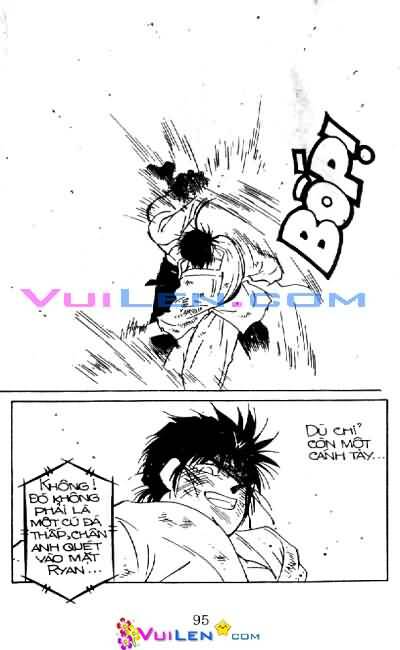 BỐP!
VUILEN.COM
DÙ CHỈ
CÒN MỘT
CÁNH TAY...
KHÔNG!
ĐÓ KHÔNG
PHẢI LÀ
MỘT CÚ ĐÁ
THẤP, CHÂN
ANH QUÉT
VÀO MẶT
RYAN...
95
VUILEN.COM